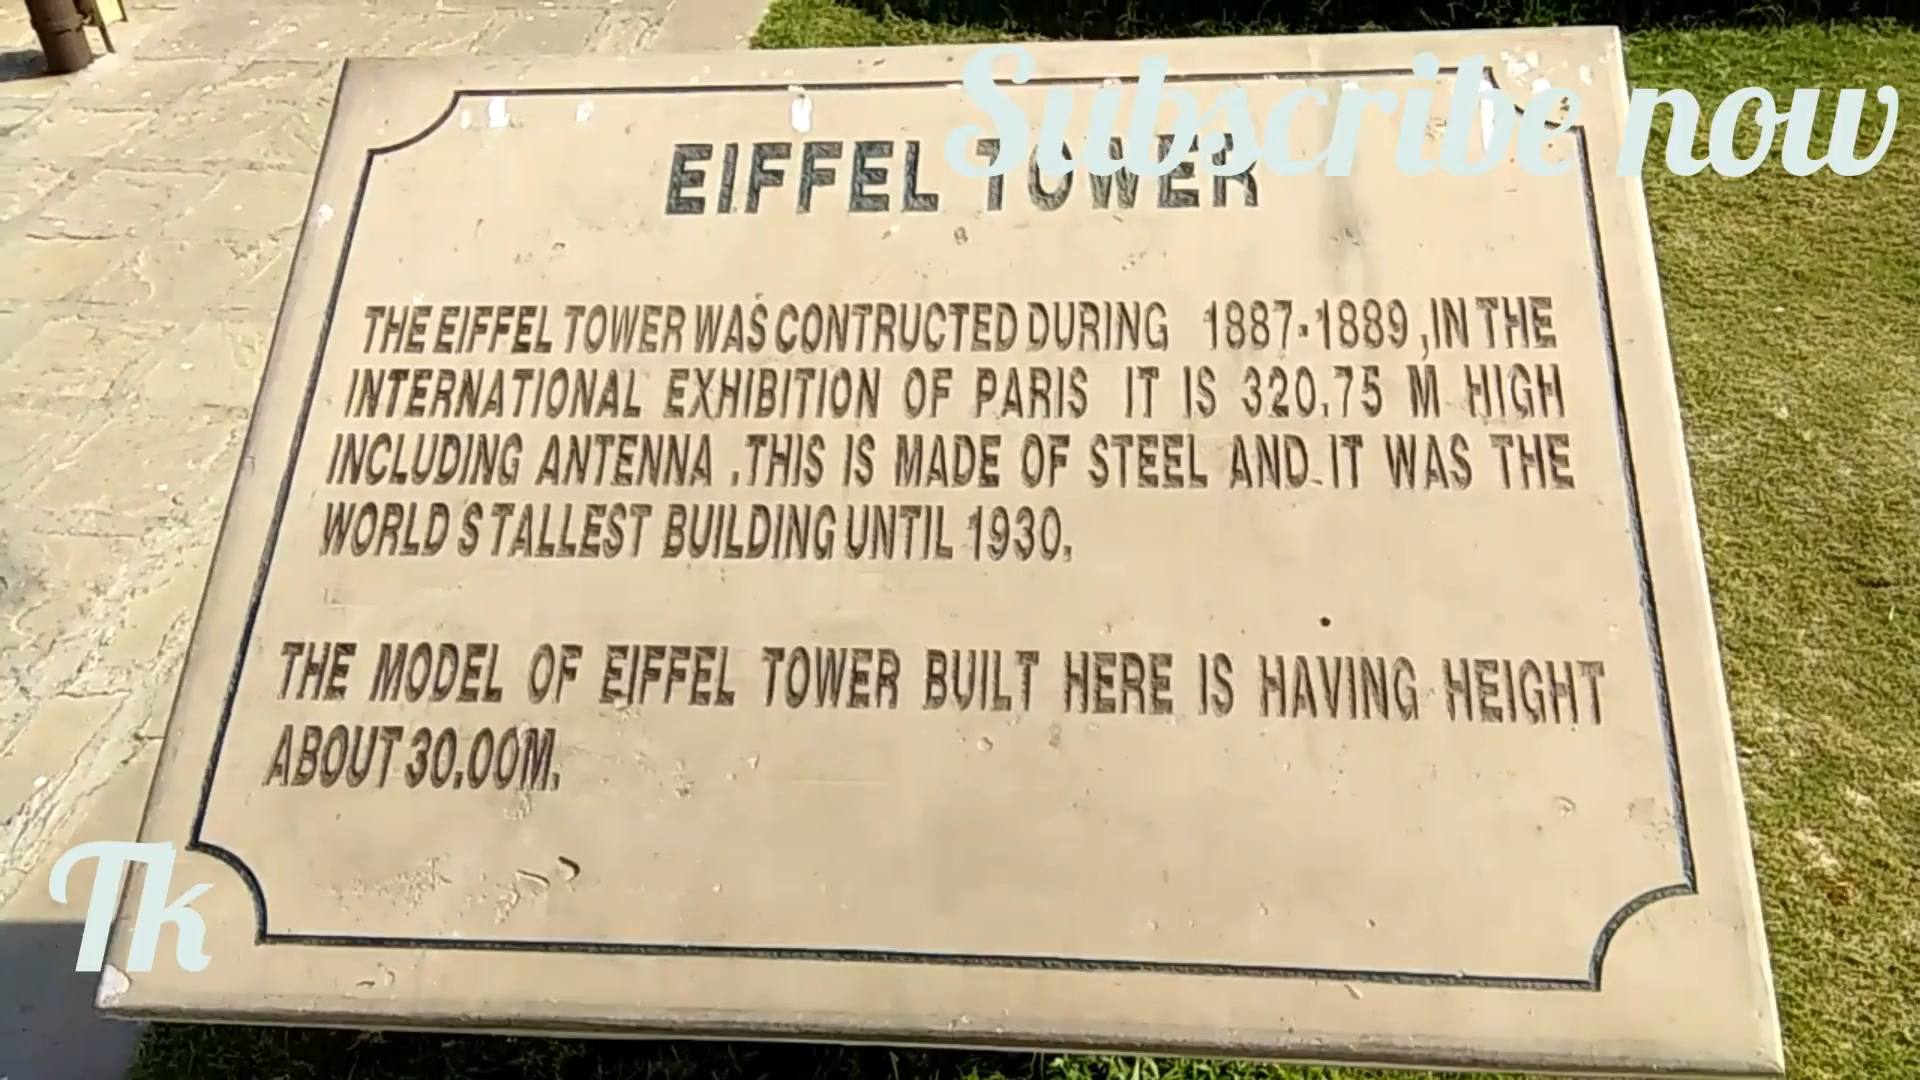 Subscribe now
EIFFEL TOWER
THE EIFFEL TOWER WAS CONTRUCTED DURING 1887-1889 ,IN THE
INTERNATIONAL EXHIBITION OF PARIS IT IS 320.75 M HIGH
INCLUDING ANTENNA .THIS IS MADE OF STEEL AND IT WAS THE
WORLD S TALLEST BUILDING UNTIL 1930.
THE MODEL OF EIFFEL TOWER BUILT HERE IS HAVING HEIGHT
ABOUT 30.00M.
Tk